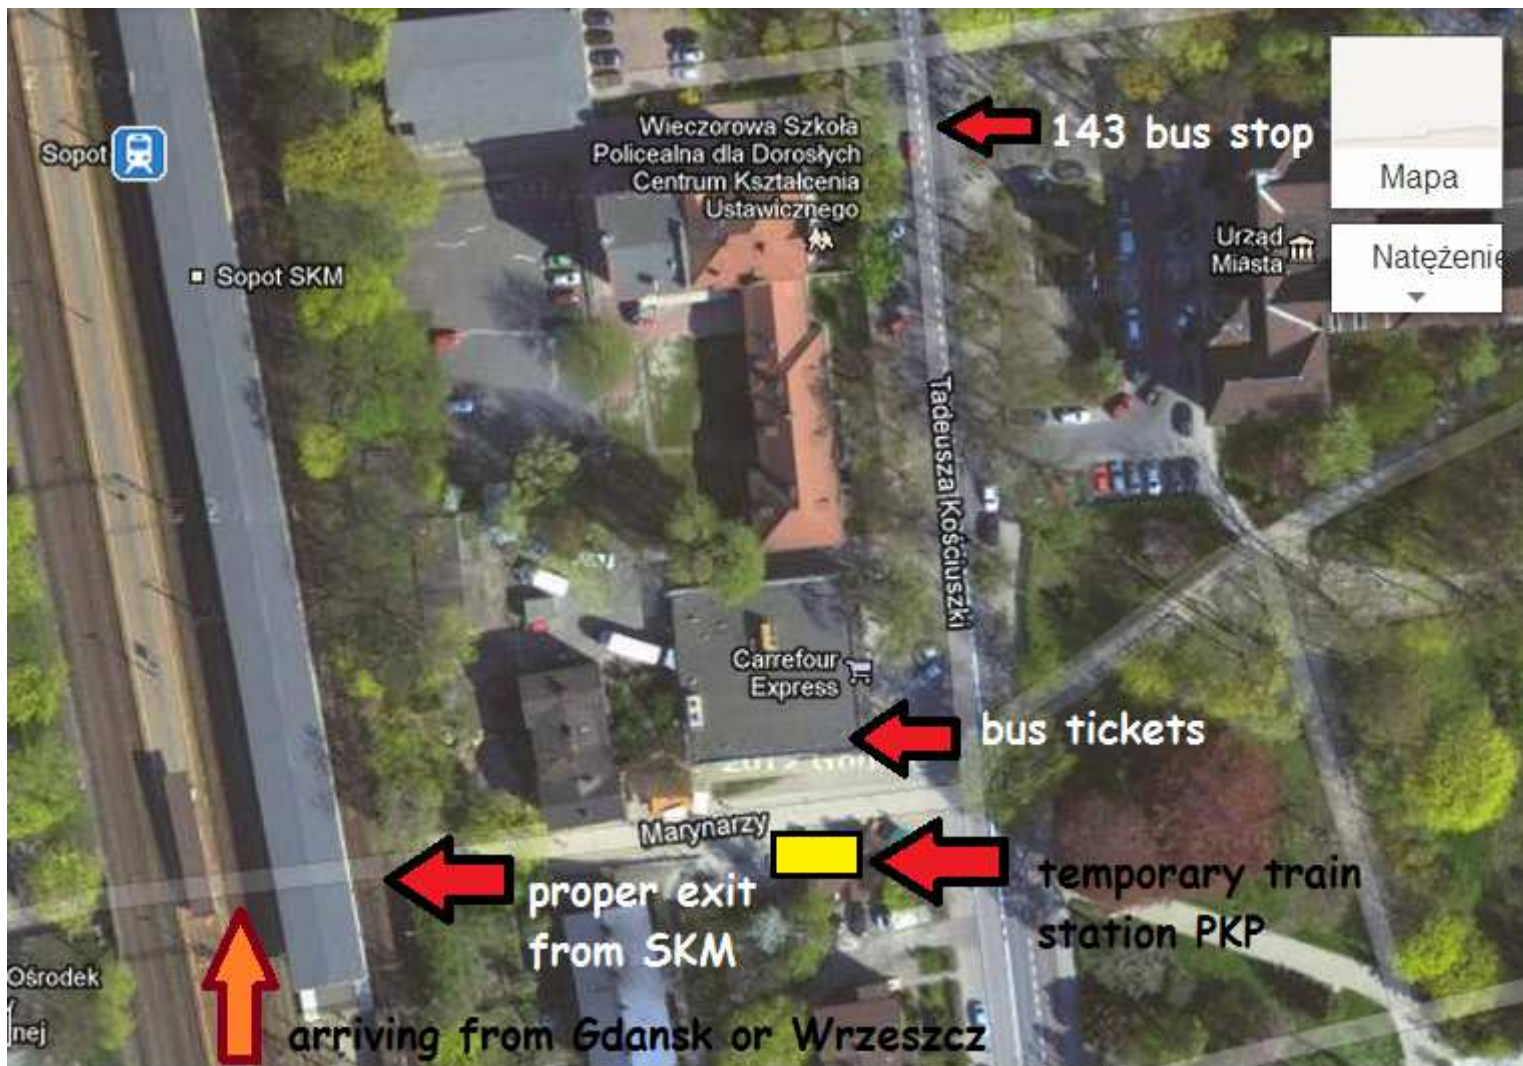 Wieczorowa Szkoła
Policealna dla Dorosłych
Centrum Kształcenia
Ustawicznego
143 bus stop
Sopot
Mapa
Urząd
Miasta
Natężenie
Sopot SKM
Tadeusza Kościuszki
Carrefour
Express
bus tickets
Marynarzy
proper exit
from SKM
temporary train
station PKP
Ośrodek
nej
arriving from Gdansk or Wrzeszcz